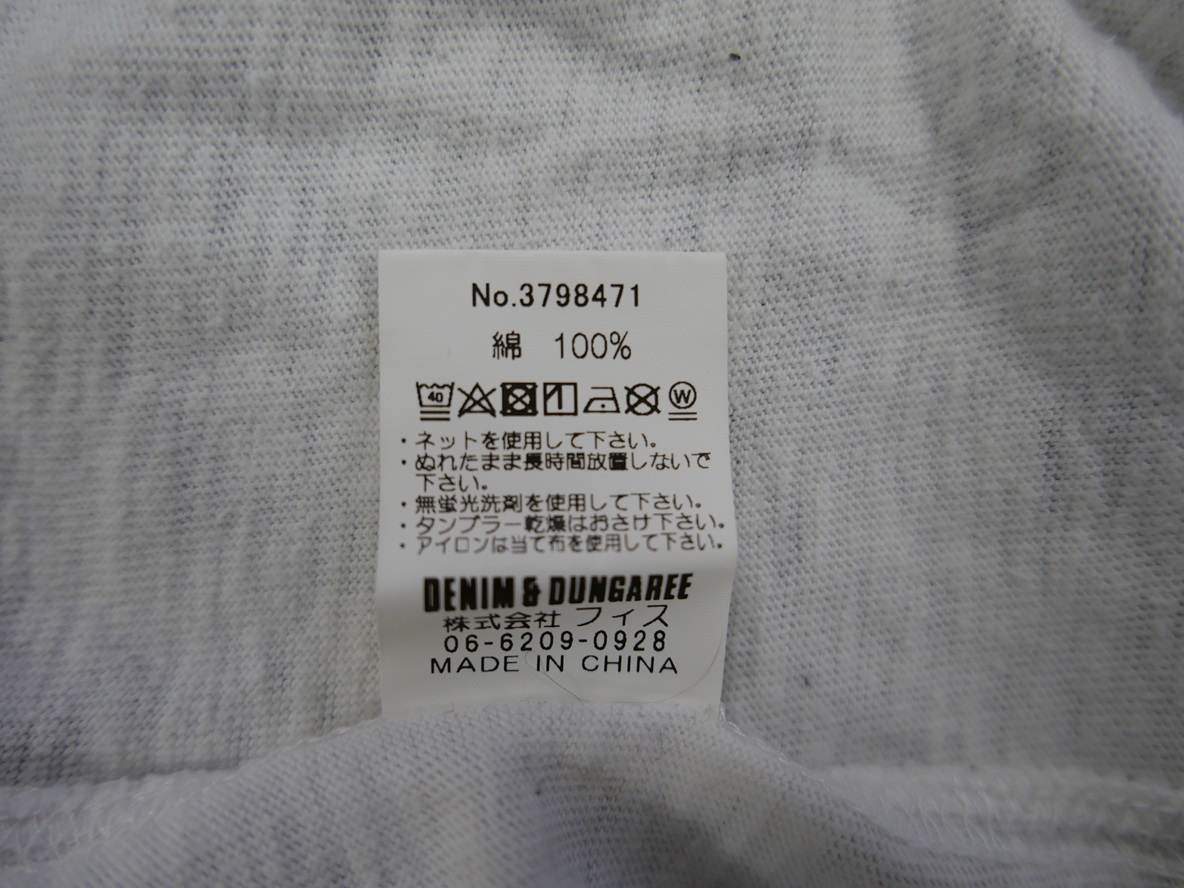 No.3798471
綿 100%
40 W
・ネットを使用して下さい。
・ぬれたまま長時間放置しないで
下さい。
・無蛍光洗剤を使用して下さい。
・タンブラー乾燥はおさけ下さい。
・アイロンは当て布を使用して下さい。
DENIM & DUNGAREE
株式会社 フィス
06-6209-0928
MADE IN CHINA